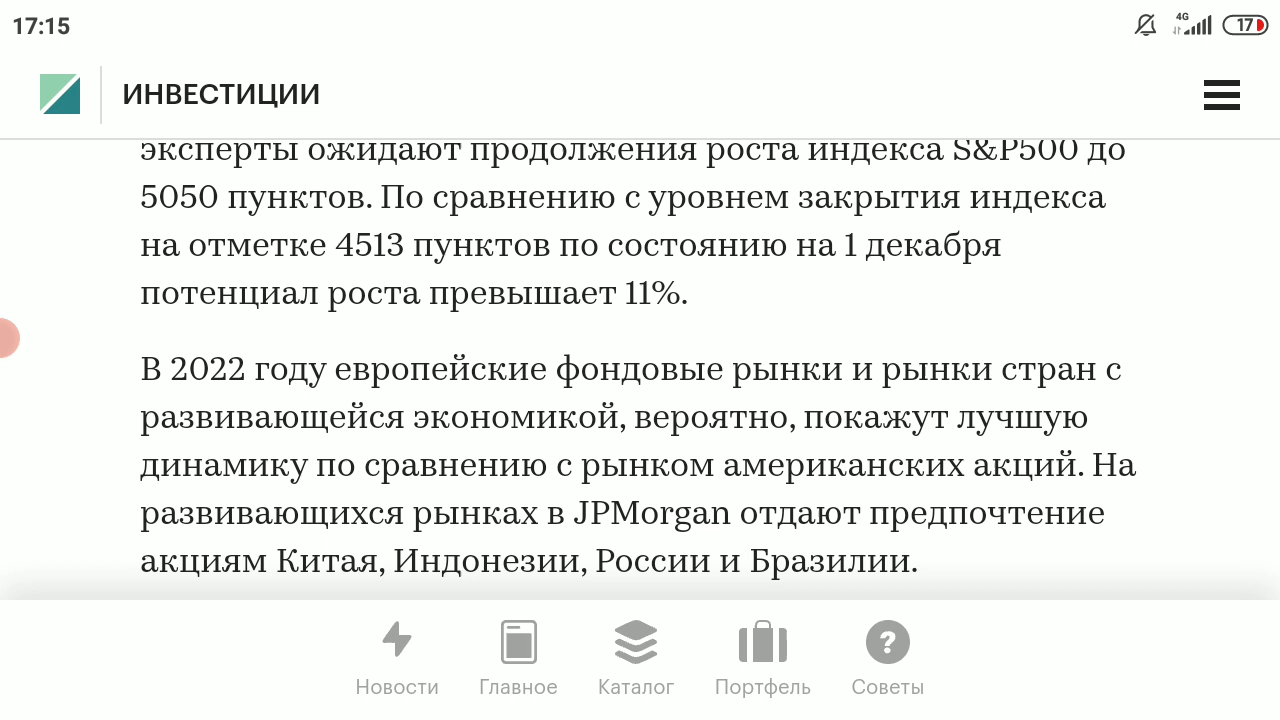 17:15
4G
17
ИНВЕСТИЦИИ
эксперты ожидают продолжения роста индекса S&P500 до
5050 пунктов. По сравнению с уровнем закрытия индекса
на отметке 4513 пунктов по состоянию на 1 декабря
потенциал роста превышает 11%.
В 2022 году европейские фондовые рынки и рынки стран с
развивающейся экономикой, вероятно, покажут лучшую
динамику по сравнению с рынком американских акций. На
развивающихся рынках в JPMorgan отдают предпочтение
акциям Китая, Индонезии, России и Бразилии.
Новости Главное Каталог Портфель Советы